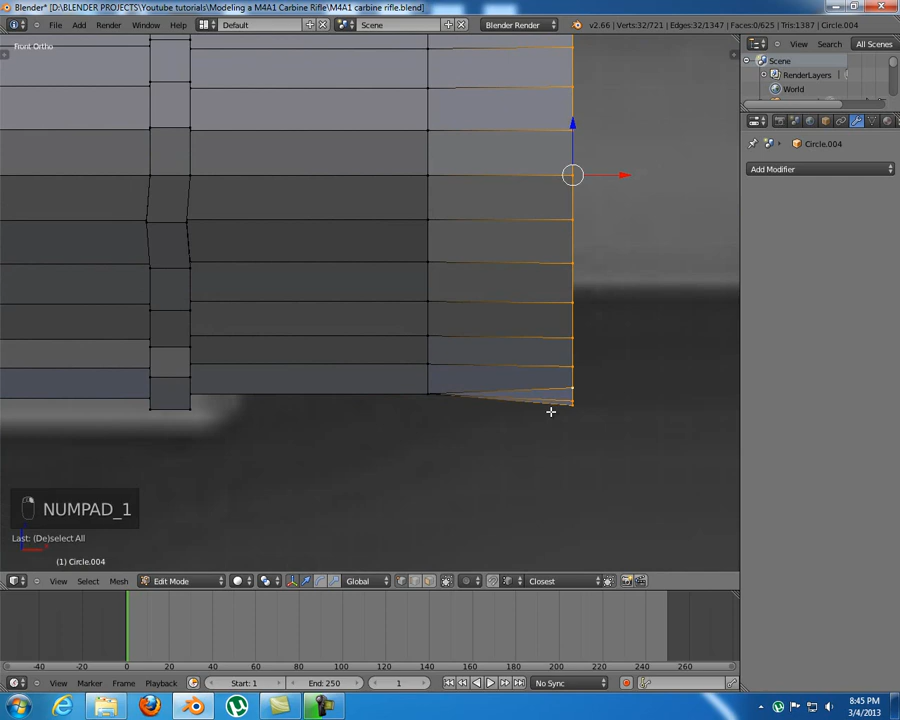 Blender* [D:\BLENDER PROJECTS\Youtube tutorials\Modeling a M4A1 Carbine Rifle\M4A1 carbine rifle.blend]
File Add Render Window Help Default Scene Blender Render v2.66 | Verts:32/721 | Edges:32/1347 | Faces:0/625 | Tris:1387 | Circle.004
Front Ortho
View Search All Scenes
Scene
RenderLayers
World
Circle.004
Add Modifier
NUMPAD_1
Last: (De)select All
(1) Circle.004
View Select Mesh Edit Mode Global Closest
-40 -20 0 20 40 60 80 100 120 140 160 180 200 220 240 260
View Marker Frame Playback Start: 1 End: 250 1 No Sync
8:45 PM
3/4/2013